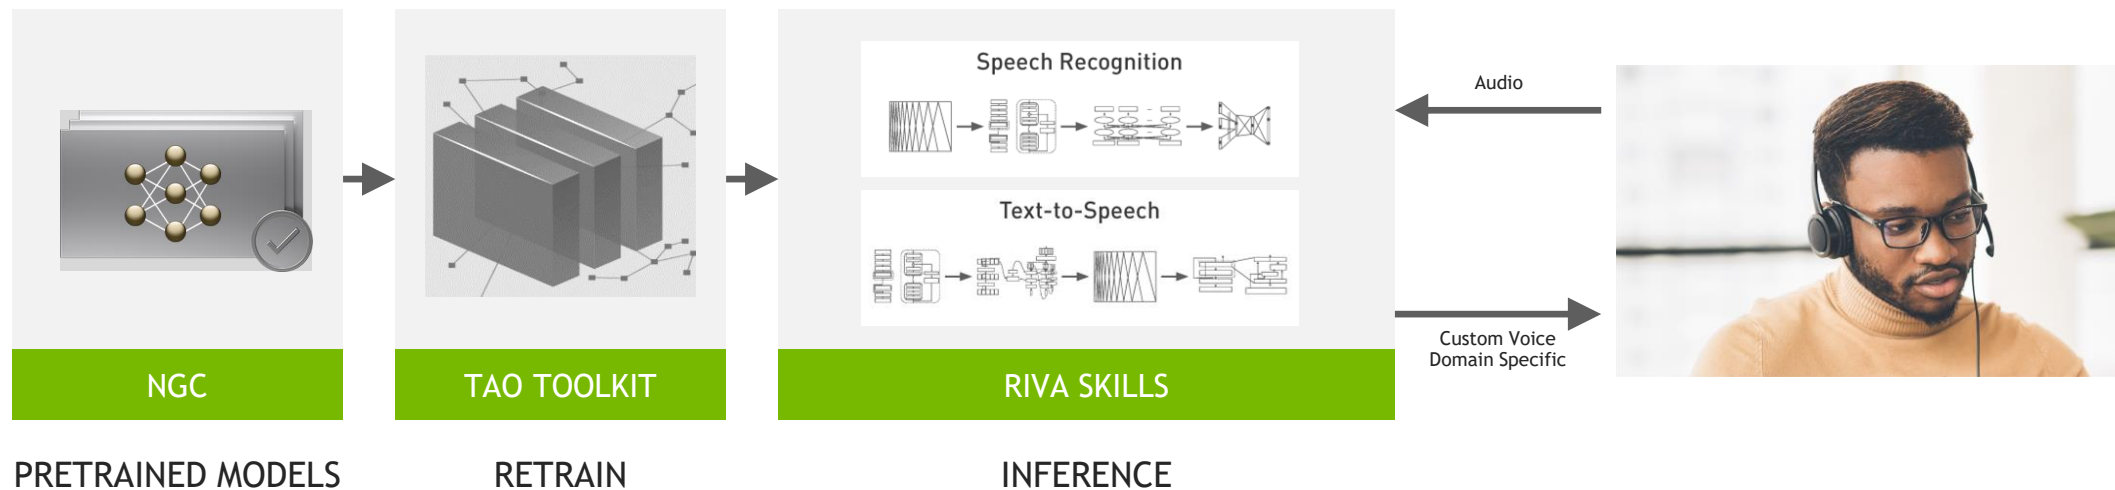 Speech Recognition
Text-to-Speech
Audio
Custom Voice
Domain Specific
NGC
TAO TOOLKIT
RIVA SKILLS
PRETRAINED MODELS
RETRAIN
INFERENCE